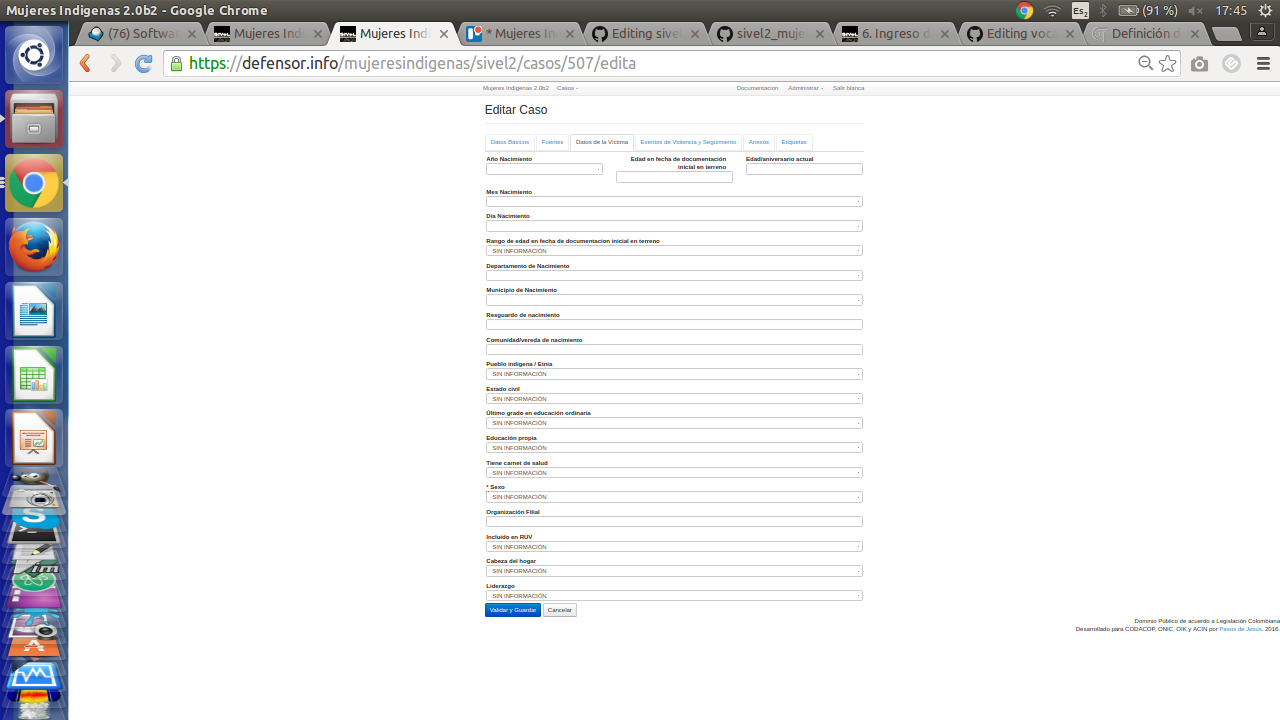 Mujeres Indigenas 2.0b2 - Google Chrome
Es2
(91 %)
17:45
(76) Softwar
Mujeres Indi
Mujeres Indi
* Mujeres In
Editing sive
sivel2_muje
6. Ingreso d
Editing voca
Definición d
https://defensor.info/mujeresindigenas/sivel2/casos/507/edita
Mujeres Indigenas 2.0b2 Casos
Documentacion Administrar Salir blanca
Editar Caso
Datos Básicos Fuentes Datos de la Víctima Eventos de Violencia y Seguimiento Anexos Etiquetas
Año Nacimiento
Edad en fecha de documentación
inicial en terreno
Edad/aniversario actual
Mes Nacimiento
Dia Nacimiento
Rango de edad en fecha de documentacion inicial en terreno
SIN INFORMACIÓN
Departamento de Nacimiento
Municipio de Nacimiento
Resguardo de nacimiento
Comunidad/vereda de nacimiento
Pueblo indigena / Etnia
SIN INFORMACIÓN
Estado civil
SIN INFORMACIÓN
Último grado en educación ordinaria
SIN INFORMACIÓN
Educación propia
SIN INFORMACIÓN
Tiene carnet de salud
SIN INFORMACIÓN
* Sexo
SIN INFORMACIÓN
Organización Filial
Incluido en RUV
SIN INFORMACIÓN
Cabeza del hogar
SIN INFORMACIÓN
Liderazgo
SIN INFORMACIÓN
Validar y Guardar Cancelar
Dominio Público de acuerdo a Legislación Colombiana
Desarrollado para CODACOP, ONIC, OIK y ACIN por Pasos de Jesús. 2016.